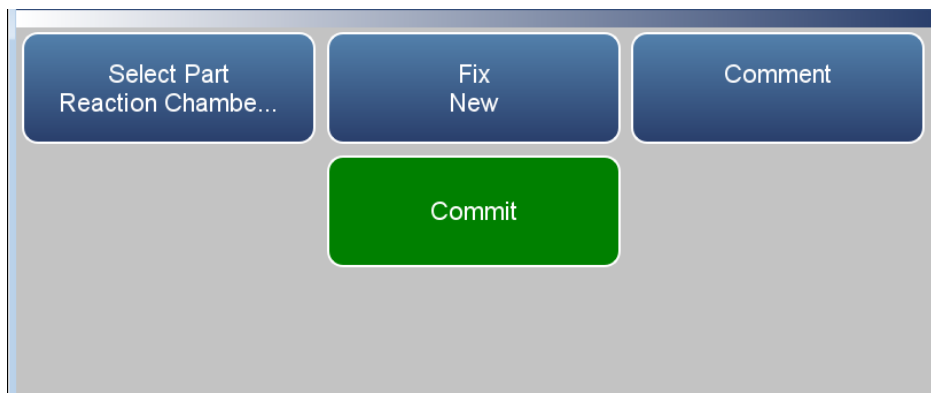 Select Part
Reaction Chambe...
Fix
New
Comment
Commit